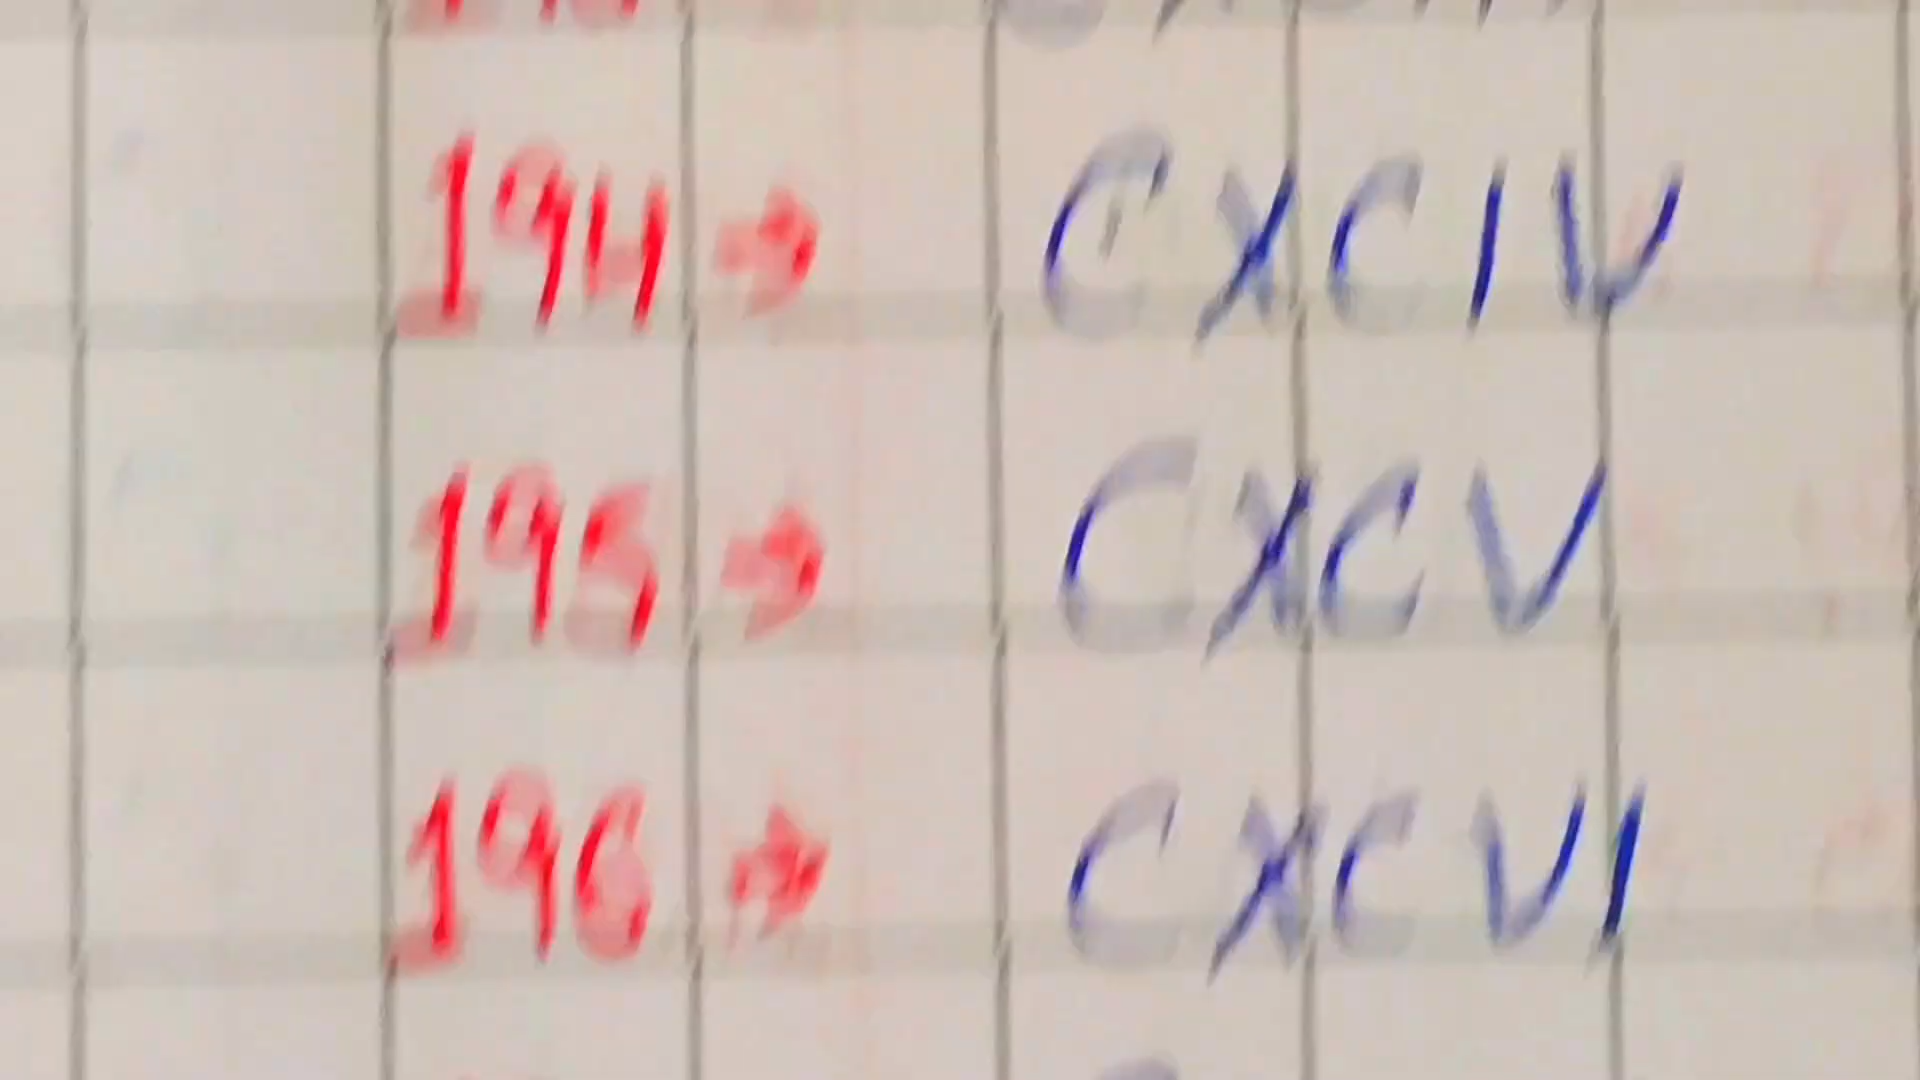 194 → CXCIV
195 → CXCV
196 → CXCVI